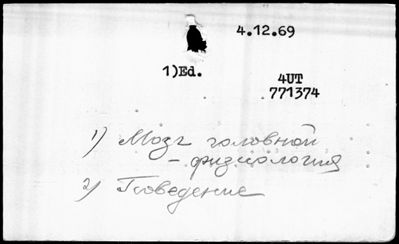 4.12.69
1)Ed.
4UT
771374
1) Мозг головной
- физиология
2) Поведение